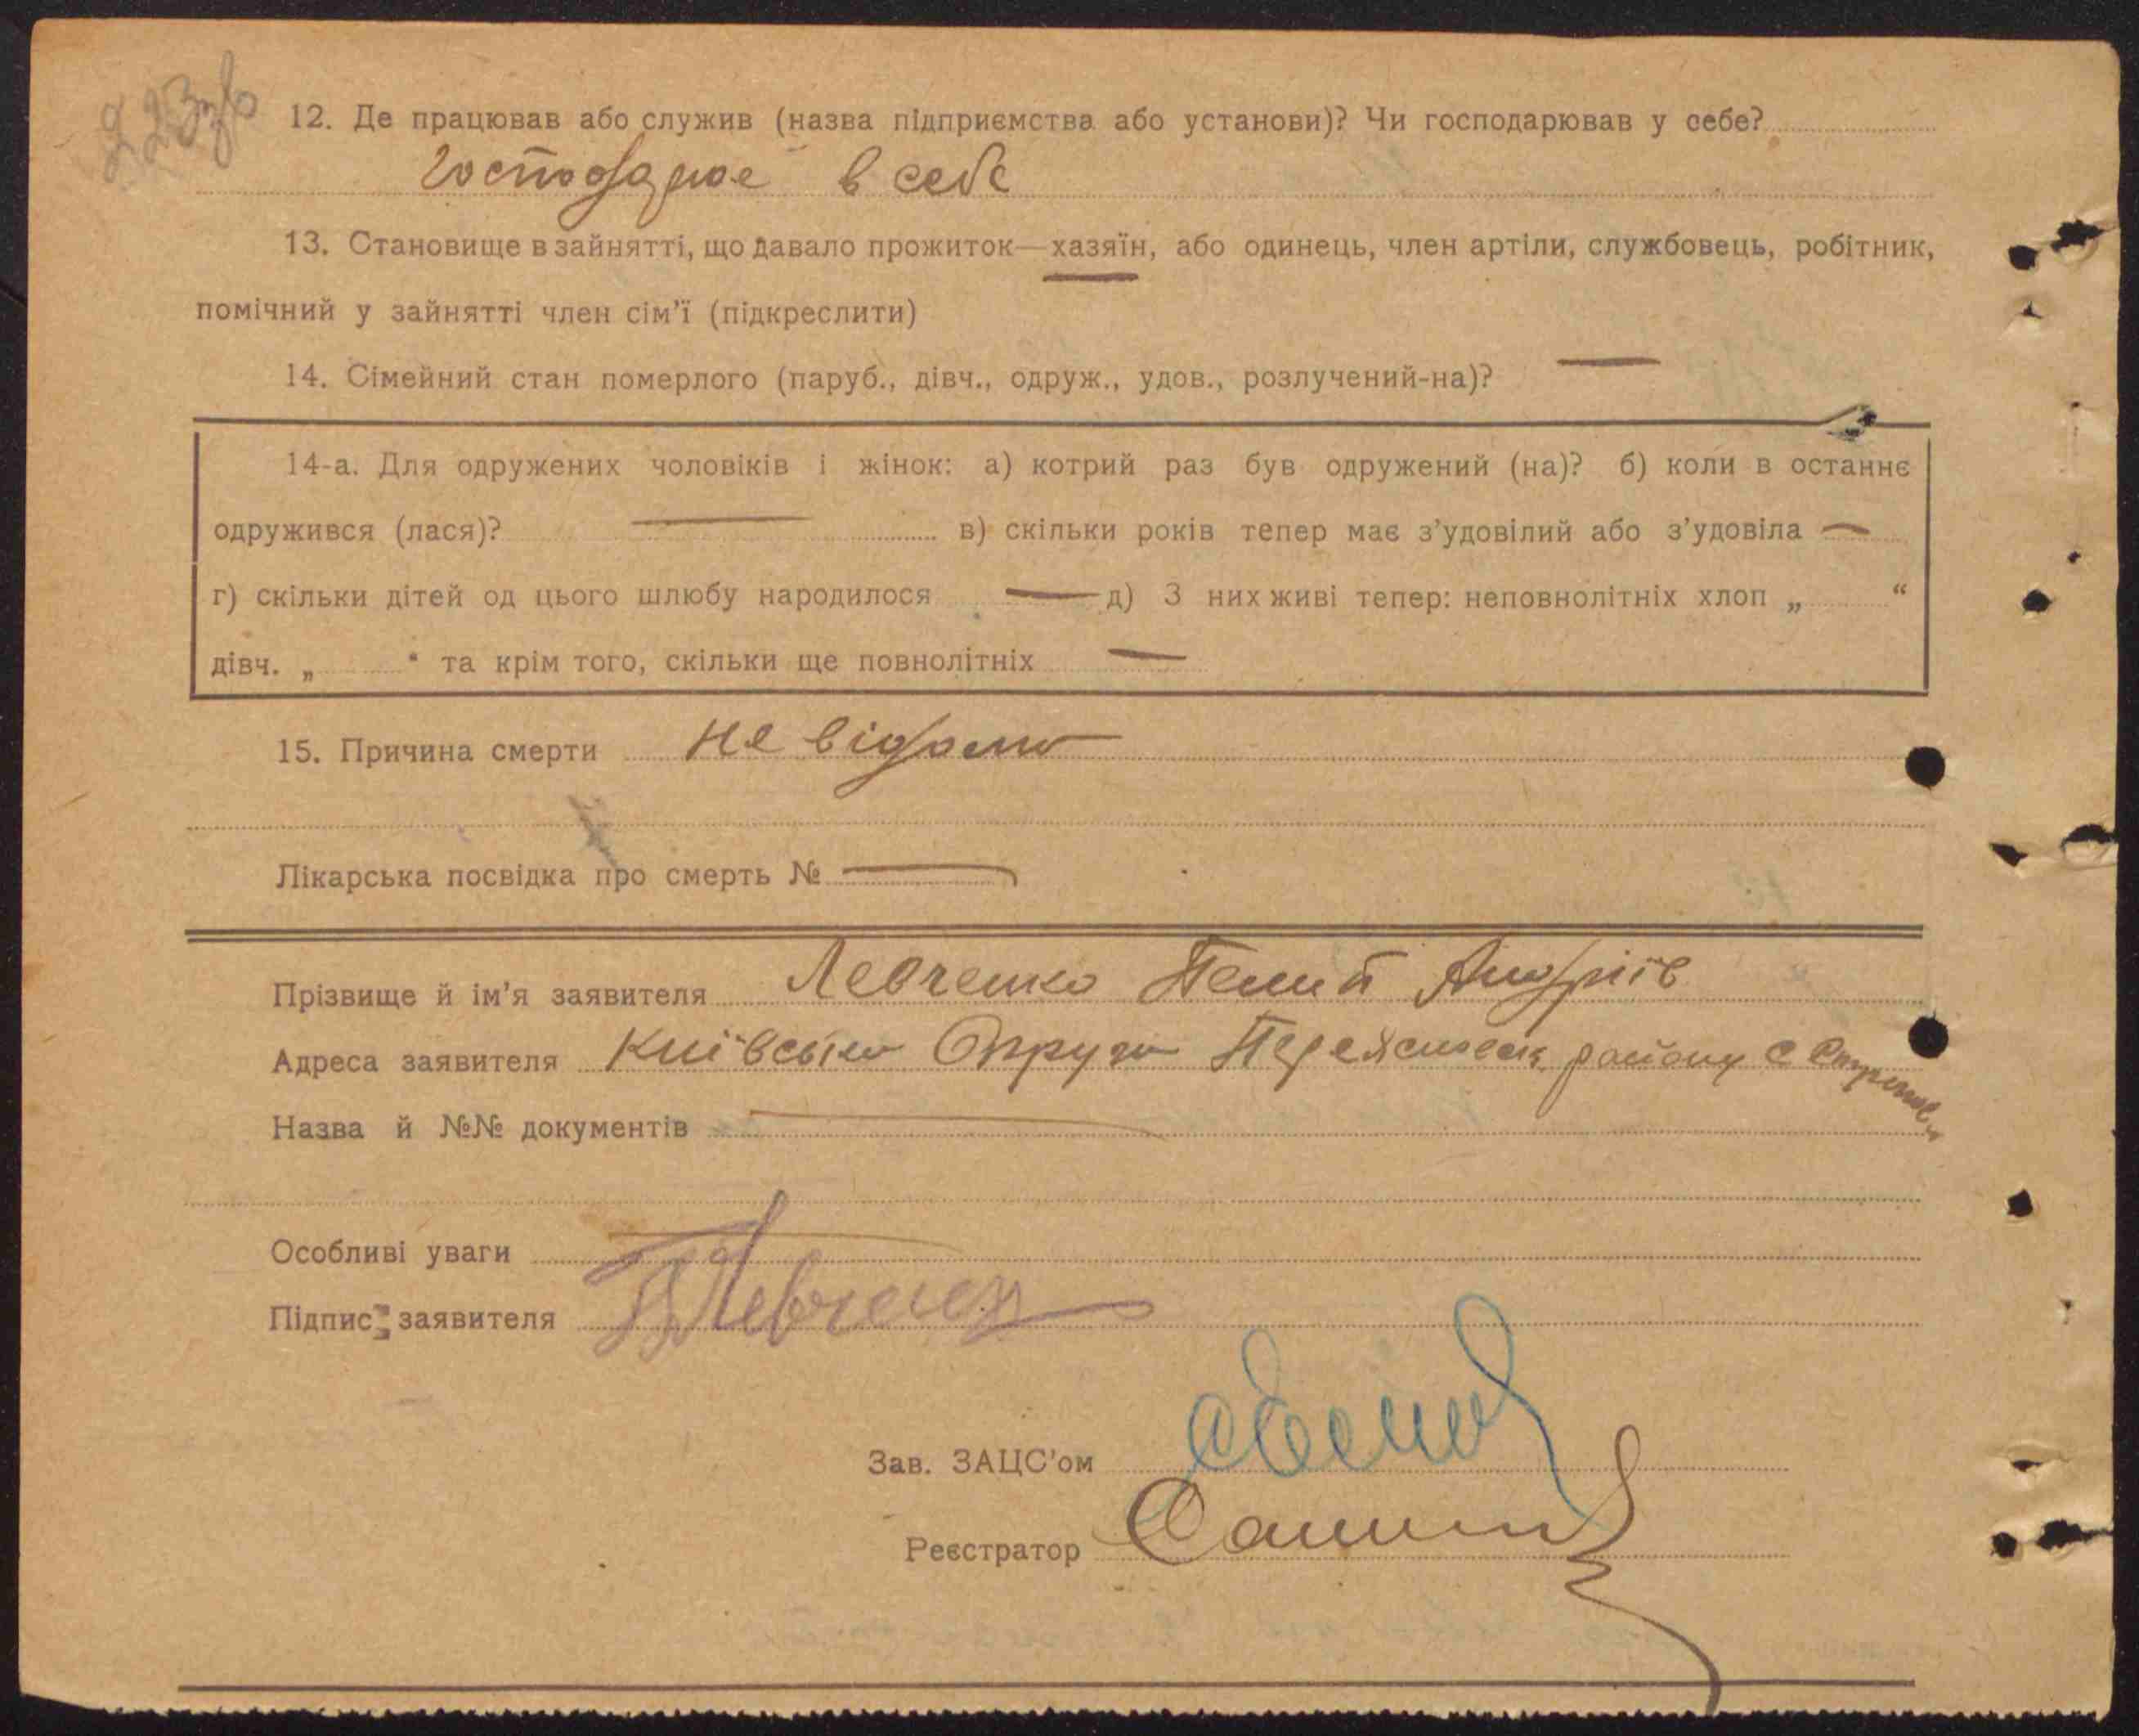 223зв
12. Де працював або служив (назва підприємства або установи)? Чи господарював у себе?
Господарює в себе
13. Становище в зайнятті, що давало прожиток—хазяїн, або одинець, член артіли, службовець, робітник,
помічний у зайнятті член сім'ї (підкреслити)
14. Сімейний стан померлого (паруб., дівч., одруж., удов., розлучений-на)? —
14-а. Для одружених чоловіків і жінок: а) котрий раз був одружений (на)? б) коли в останнє
одружився (лася)? — в) скільки років тепер має з'удовілий або з'удовіла —
г) скільки дітей од цього шлюбу народилося — д) З них живі тепер: неповнолітніх хлоп „ “
дівч. „ “ та крім того, скільки ще повнолітніх —
15. Причина смерти не відомо
Лікарська посвідка про смерть № —
Прізвище й ім'я заявителя Левченко Андріїв
Адреса заявителя Київсько Округа району с
Назва й №№ документів —
Особливі уваги —
Підпис заявителя Левченко
Зав. ЗАЦС'ом
Реєстратор